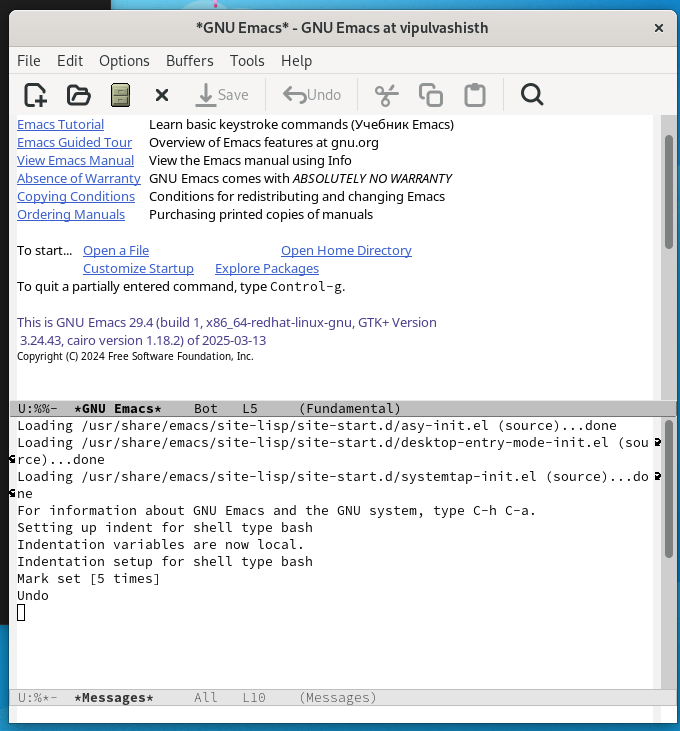 *GNU Emacs* - GNU Emacs at vipulvashisth
File Edit Options Buffers Tools Help
Save Undo
Emacs Tutorial Learn basic keystroke commands (Учебник Emacs)
Emacs Guided Tour Overview of Emacs features at gnu.org
View Emacs Manual View the Emacs manual using Info
Absence of Warranty GNU Emacs comes with ABSOLUTELY NO WARRANTY
Copying Conditions Conditions for redistributing and changing Emacs
Ordering Manuals Purchasing printed copies of manuals
To start... Open a File Open Home Directory
Customize Startup Explore Packages
To quit a partially entered command, type Control-g.
This is GNU Emacs 29.4 (build 1, x86_64-redhat-linux-gnu, GTK+ Version
3.24.43, cairo version 1.18.2) of 2025-03-13
Copyright (C) 2024 Free Software Foundation, Inc.
U:%%- *GNU Emacs* Bot L5 (Fundamental)
Loading /usr/share/emacs/site-lisp/site-start.d/asy-init.el (source)...done
Loading /usr/share/emacs/site-lisp/site-start.d/desktop-entry-mode-init.el (sou
rce)...done
Loading /usr/share/emacs/site-lisp/site-start.d/systemtap-init.el (source)...do
ne
For information about GNU Emacs and the GNU system, type C-h C-a.
Setting up indent for shell type bash
Indentation variables are now local.
Indentation setup for shell type bash
Mark set [5 times]
Undo
U:%*- *Messages* All L10 (Messages)